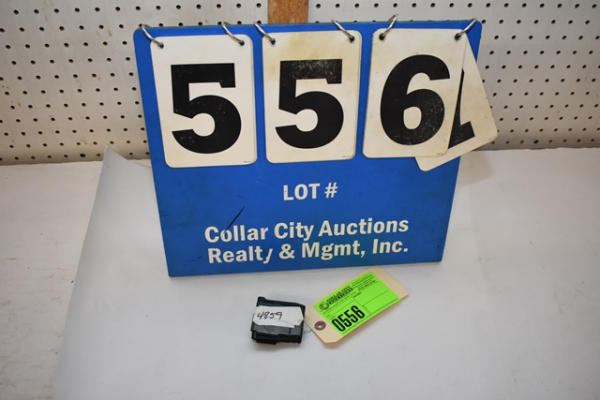 556
LOT #
Collar City Auctions
Realty & Mgmt, Inc.
4859
0556